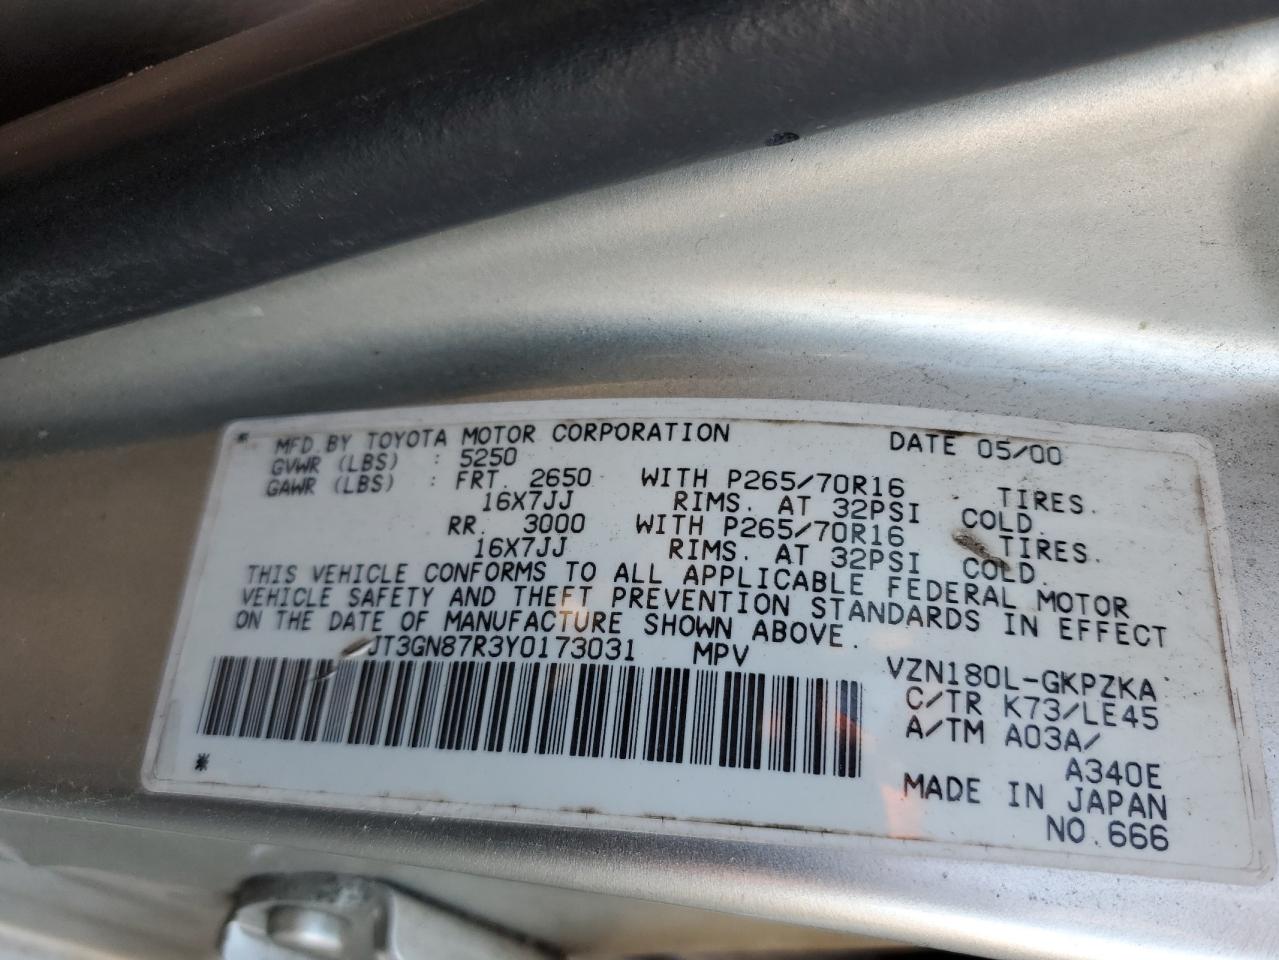 * MFD.BY TOYOTA MOTOR CORPORATION DATE 05/00
GVWR (LBS) : 5250
GAWR (LBS) : FRT. 2650 WITH P265/70R16 TIRES.
16X7JJ RIMS. AT 32PSI COLD.
RR. 3000 WITH P265/70R16 TIRES.
16X7JJ RIMS. AT 32PSI COLD.
THIS VEHICLE CONFORMS TO ALL APPLICABLE FEDERAL MOTOR
VEHICLE SAFETY AND THEFT PREVENTION STANDARDS IN EFFECT
ON THE DATE OF MANUFACTURE SHOWN ABOVE.
JT3GN87R3Y0173031 MPV VZN180L-GKPZKA
C/TR K73/LE45
A/TM A03A/
A340E
* MADE IN JAPAN
NO.666